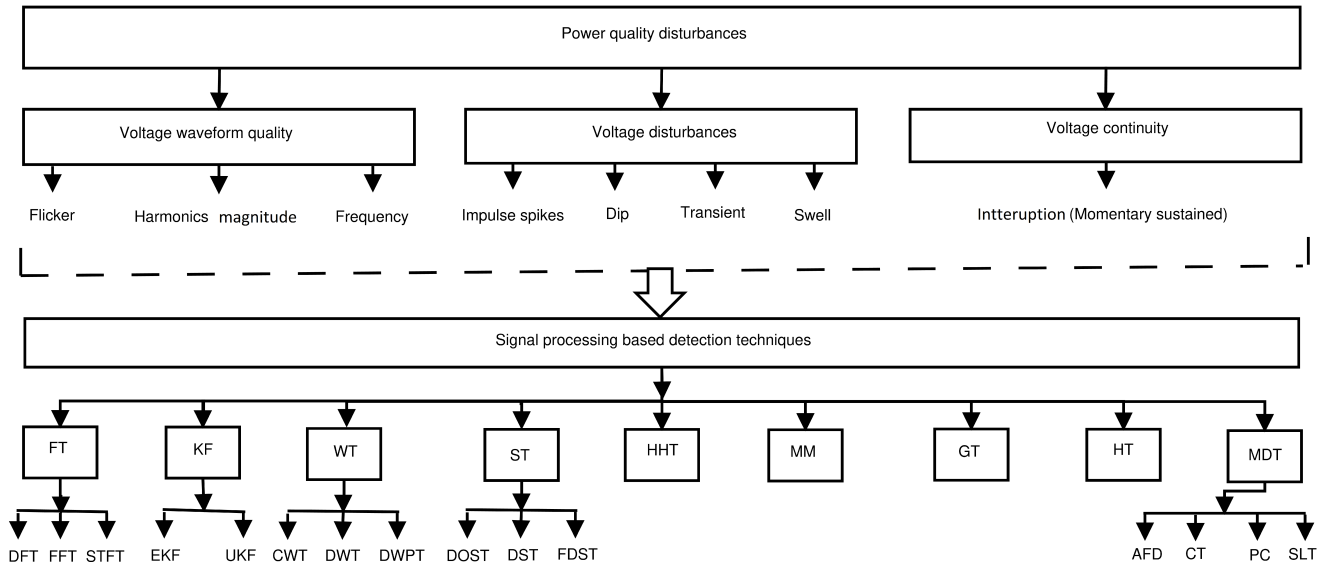 Power quality disturbances
Voltage waveform quality
Voltage disturbances
Voltage continuity
Flicker
Harmonics magnitude
Frequency
Impulse spikes
Dip
Transient
Swell
Intteruption (Momentary sustained)
Signal processing based detection techniques
FT
KF
WT
ST
HHT
MM
GT
HT
MDT
DFT
FFT
STFT
EKF
UKF
CWT
DWT
DWPT
DOST
DST
FDST
AFD
CT
PC
SLT